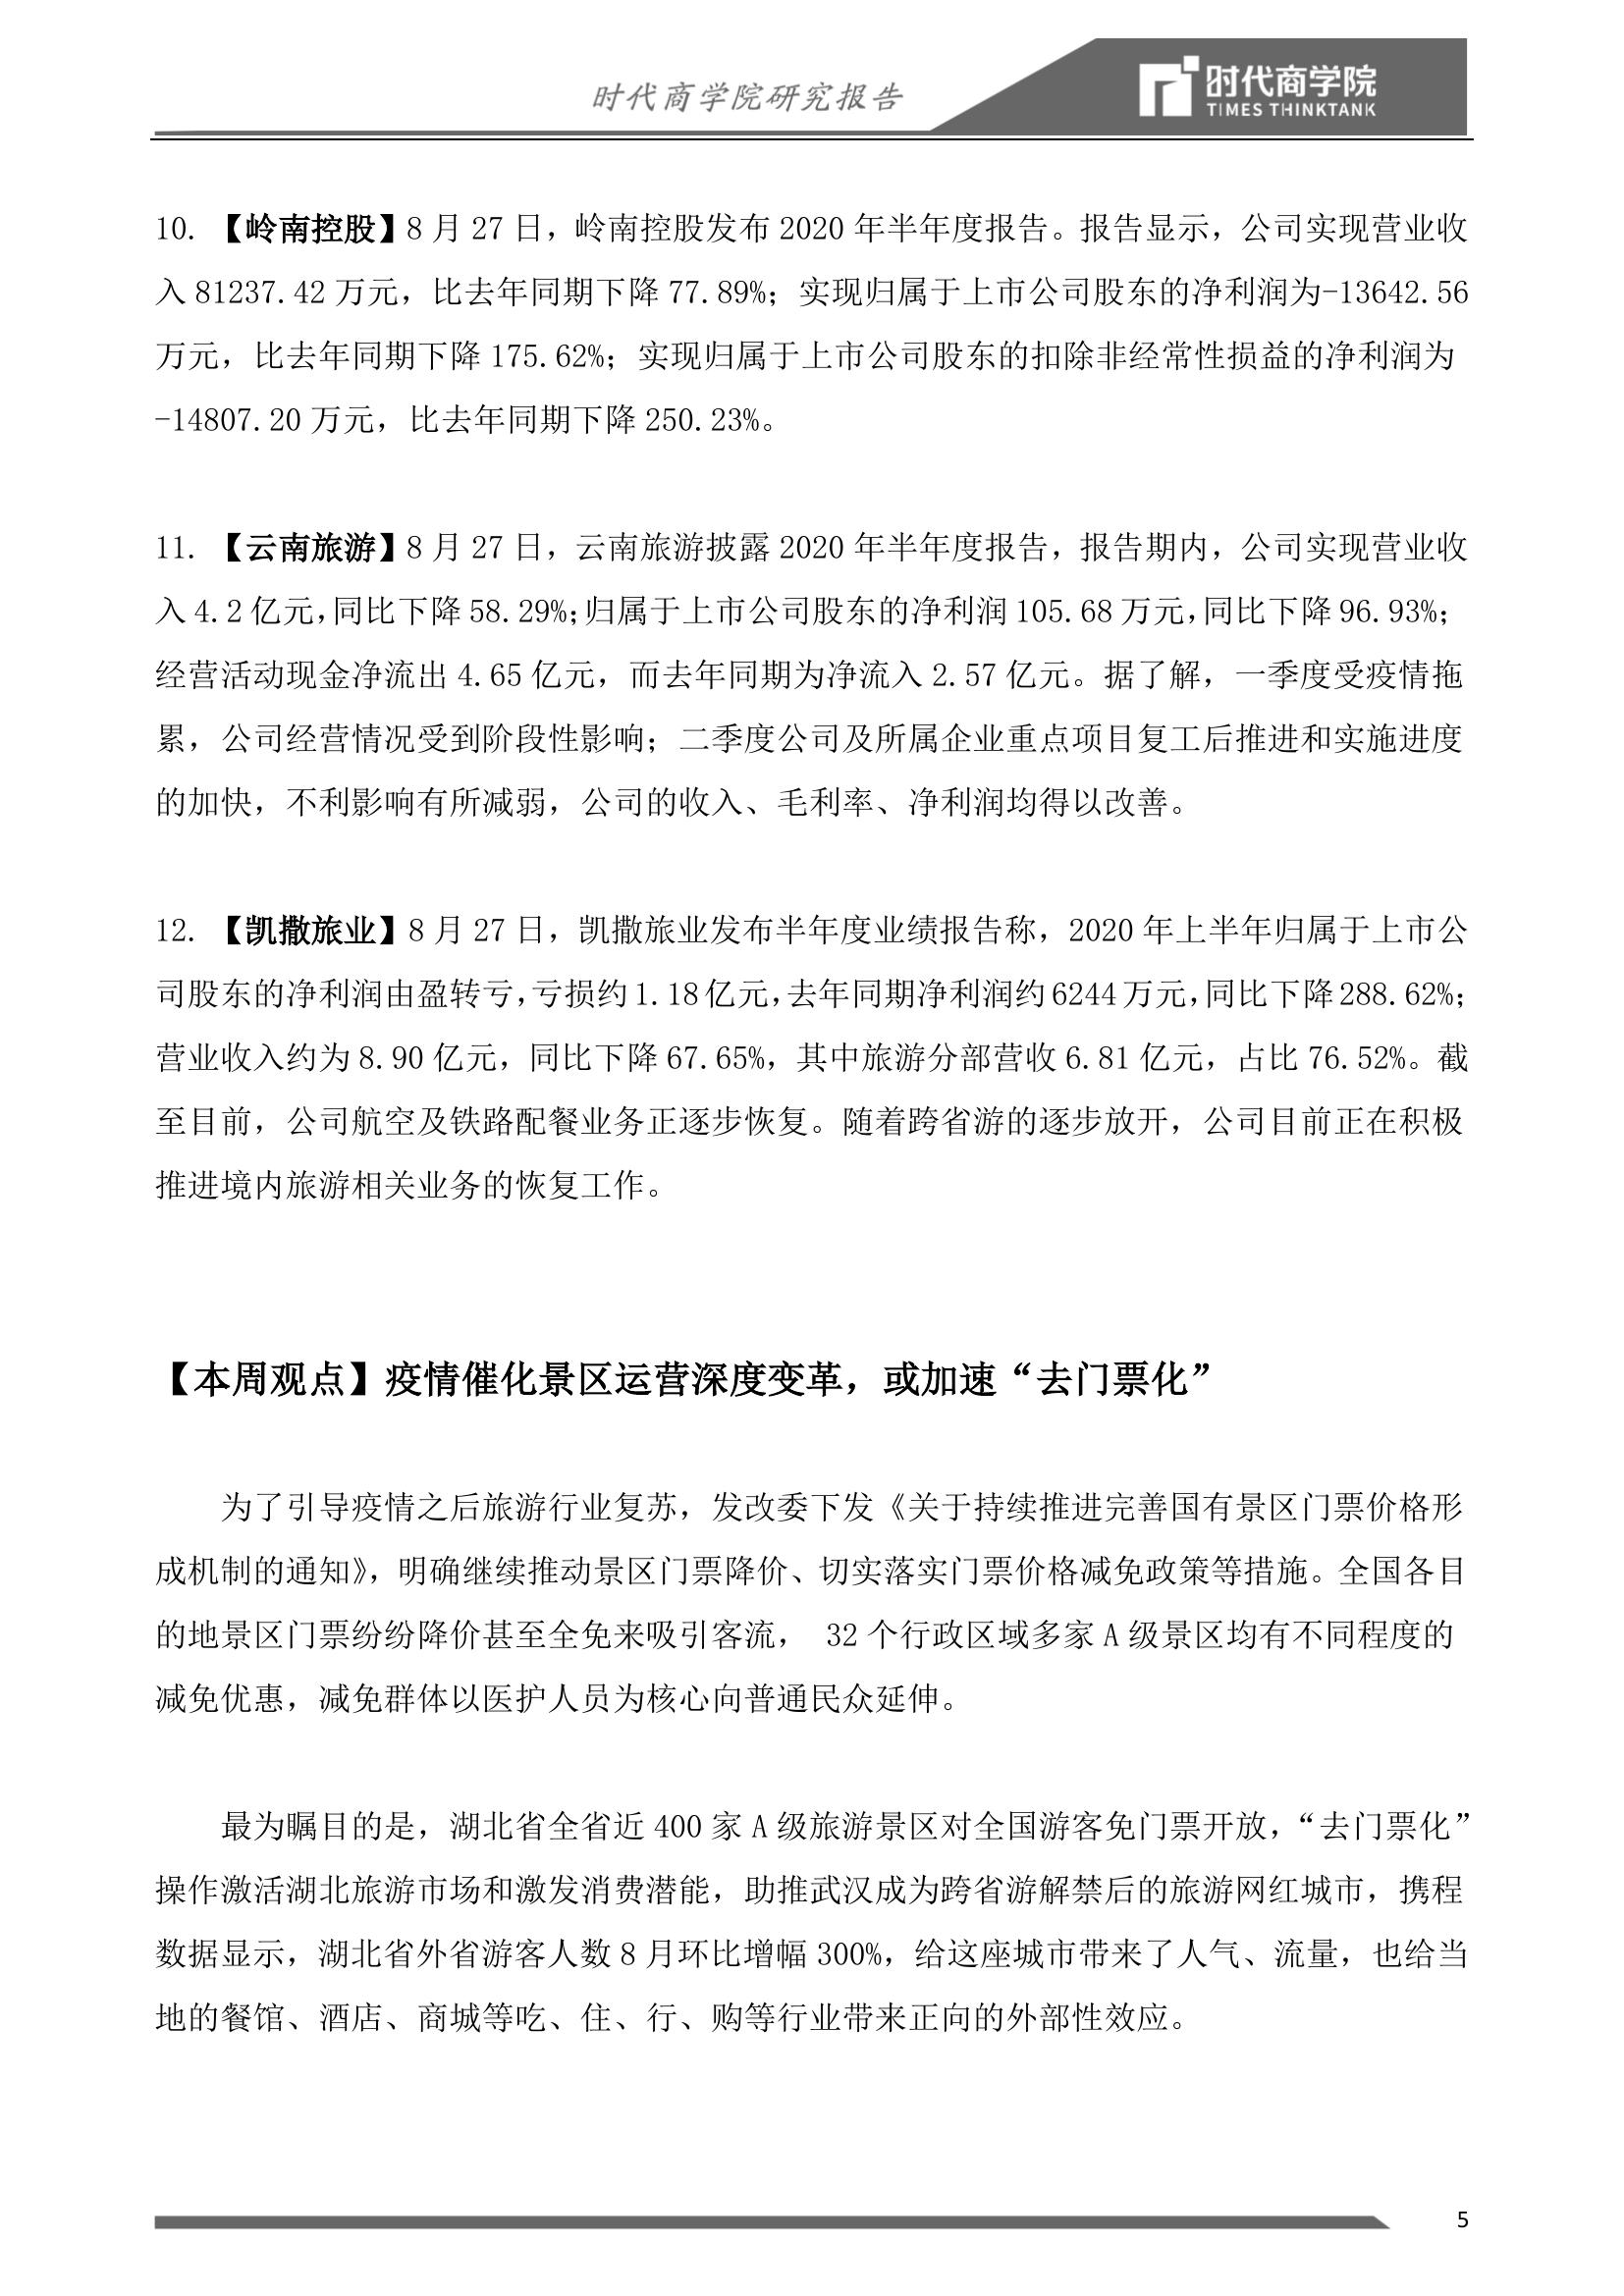 时代商学院研究报告
时代商学院
TIMES THINKTANK
10. 【岭南控股】8 月 27 日，岭南控股发布 2020 年半年度报告。报告显示，公司实现营业收
入 81237.42 万元，比去年同期下降 77.89%；实现归属于上市公司股东的净利润为-13642.56
万元，比去年同期下降 175.62%；实现归属于上市公司股东的扣除非经常性损益的净利润为
-14807.20 万元，比去年同期下降 250.23%。
11. 【云南旅游】8 月 27 日，云南旅游披露 2020 年半年度报告，报告期内，公司实现营业收
入 4.2 亿元，同比下降 58.29%；归属于上市公司股东的净利润 105.68 万元，同比下降 96.93%；
经营活动现金净流出 4.65 亿元，而去年同期为净流入 2.57 亿元。据了解，一季度受疫情拖
累，公司经营情况受到阶段性影响；二季度公司及所属企业重点项目复工后推进和实施进度
的加快，不利影响有所减弱，公司的收入、毛利率、净利润均得以改善。
12. 【凯撒旅业】8 月 27 日，凯撒旅业发布半年度业绩报告称，2020 年上半年归属于上市公
司股东的净利润由盈转亏，亏损约 1.18 亿元，去年同期净利润约 6244 万元，同比下降 288.62%；
营业收入约为 8.90 亿元，同比下降 67.65%，其中旅游分部营收 6.81 亿元，占比 76.52%。截
至目前，公司航空及铁路配餐业务正逐步恢复。随着跨省游的逐步放开，公司目前正在积极
推进境内旅游相关业务的恢复工作。
【本周观点】疫情催化景区运营深度变革，或加速“去门票化”
为了引导疫情之后旅游行业复苏，发改委下发《关于持续推进完善国有景区门票价格形
成机制的通知》，明确继续推动景区门票降价、切实落实门票价格减免政策等措施。全国各目
的地景区门票纷纷降价甚至全免来吸引客流， 32 个行政区域多家 A 级景区均有不同程度的
减免优惠，减免群体以医护人员为核心向普通民众延伸。
最为瞩目的是，湖北省全省近 400 家 A 级旅游景区对全国游客免门票开放，“去门票化”
操作激活湖北旅游市场和激发消费潜能，助推武汉成为跨省游解禁后的旅游网红城市，携程
数据显示，湖北省外省游客人数 8 月环比增幅 300%，给这座城市带来了人气、流量，也给当
地的餐馆、酒店、商城等吃、住、行、购等行业带来正向的外部性效应。
5